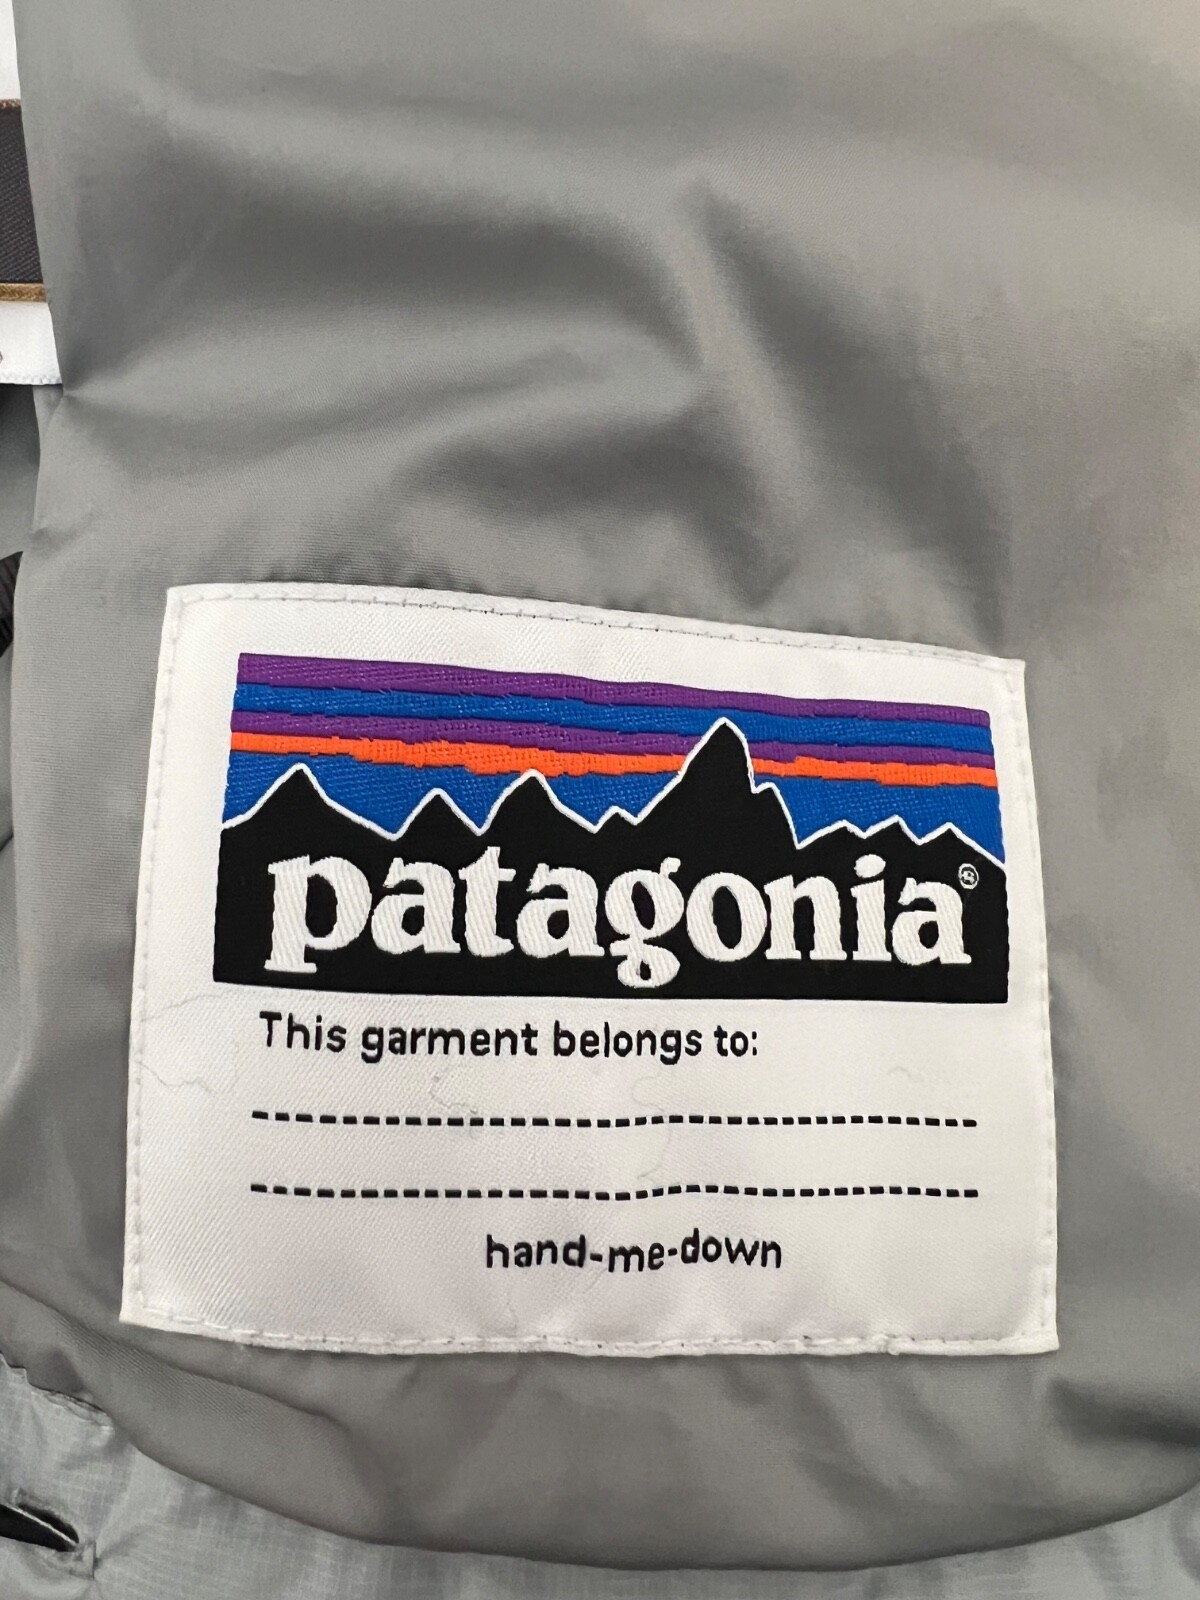 patagonia®
This garment belongs to:
hand-me-down